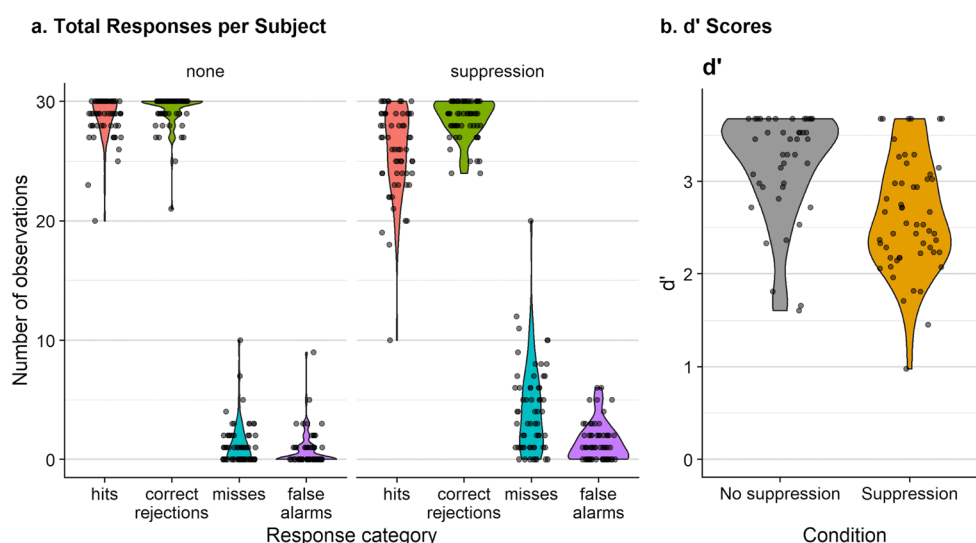 a. Total Responses per Subject
none
suppression
Number of observations
30
20
10
0
hits
correct
rejections
misses
false
alarms
hits
correct
rejections
misses
false
alarms
Response category
b. d' Scores
d'
d'
3
2
1
0
No suppression
Suppression
Condition